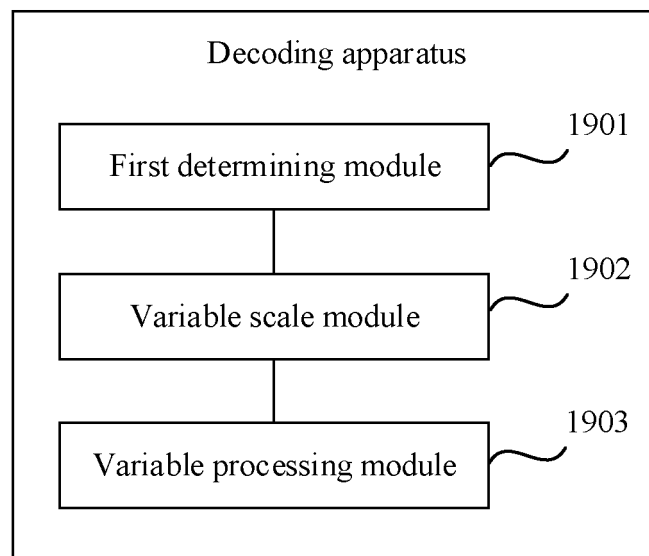 Decoding apparatus
1901
First determining module
1902
Variable scale module
1903
Variable processing module